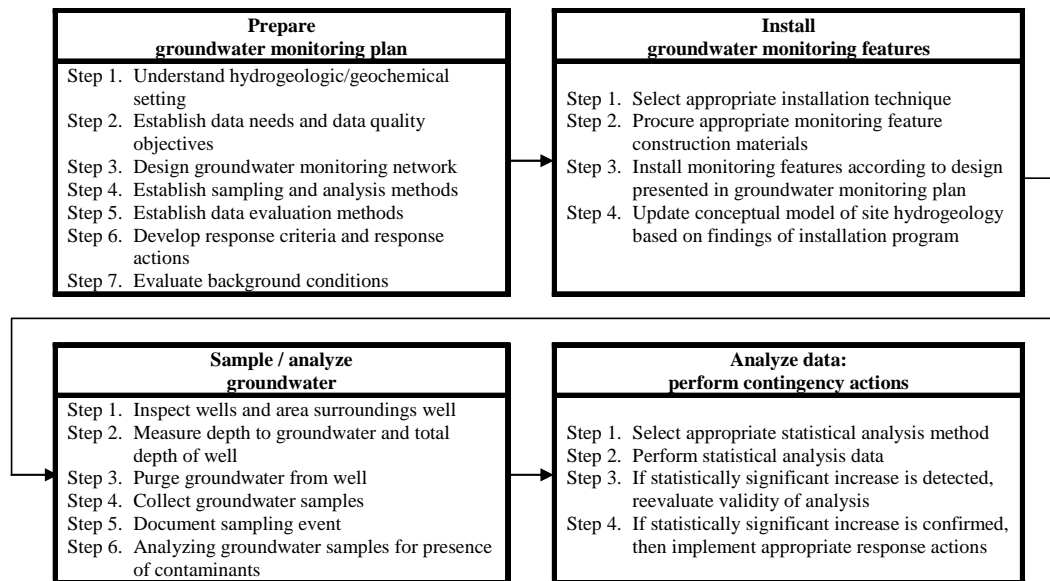 Prepare
groundwater monitoring plan
Step 1. Understand hydrogeologic/geochemical
setting
Step 2. Establish data needs and data quality
objectives
Step 3. Design groundwater monitoring network
Step 4. Establish sampling and analysis methods
Step 5. Establish data evaluation methods
Step 6. Develop response criteria and response
actions
Step 7. Evaluate background conditions
Install
groundwater monitoring features
Step 1. Select appropriate installation technique
Step 2. Procure appropriate monitoring feature
construction materials
Step 3. Install monitoring features according to design
presented in groundwater monitoring plan
Step 4. Update conceptual model of site hydrogeology
based on findings of installation program
Sample / analyze
groundwater
Step 1. Inspect wells and area surroundings well
Step 2. Measure depth to groundwater and total
depth of well
Step 3. Purge groundwater from well
Step 4. Collect groundwater samples
Step 5. Document sampling event
Step 6. Analyzing groundwater samples for presence
of contaminants
Analyze data:
perform contingency actions
Step 1. Select appropriate statistical analysis method
Step 2. Perform statistical analysis data
Step 3. If statistically significant increase is detected,
reevaluate validity of analysis
Step 4. If statistically significant increase is confirmed,
then implement appropriate response actions